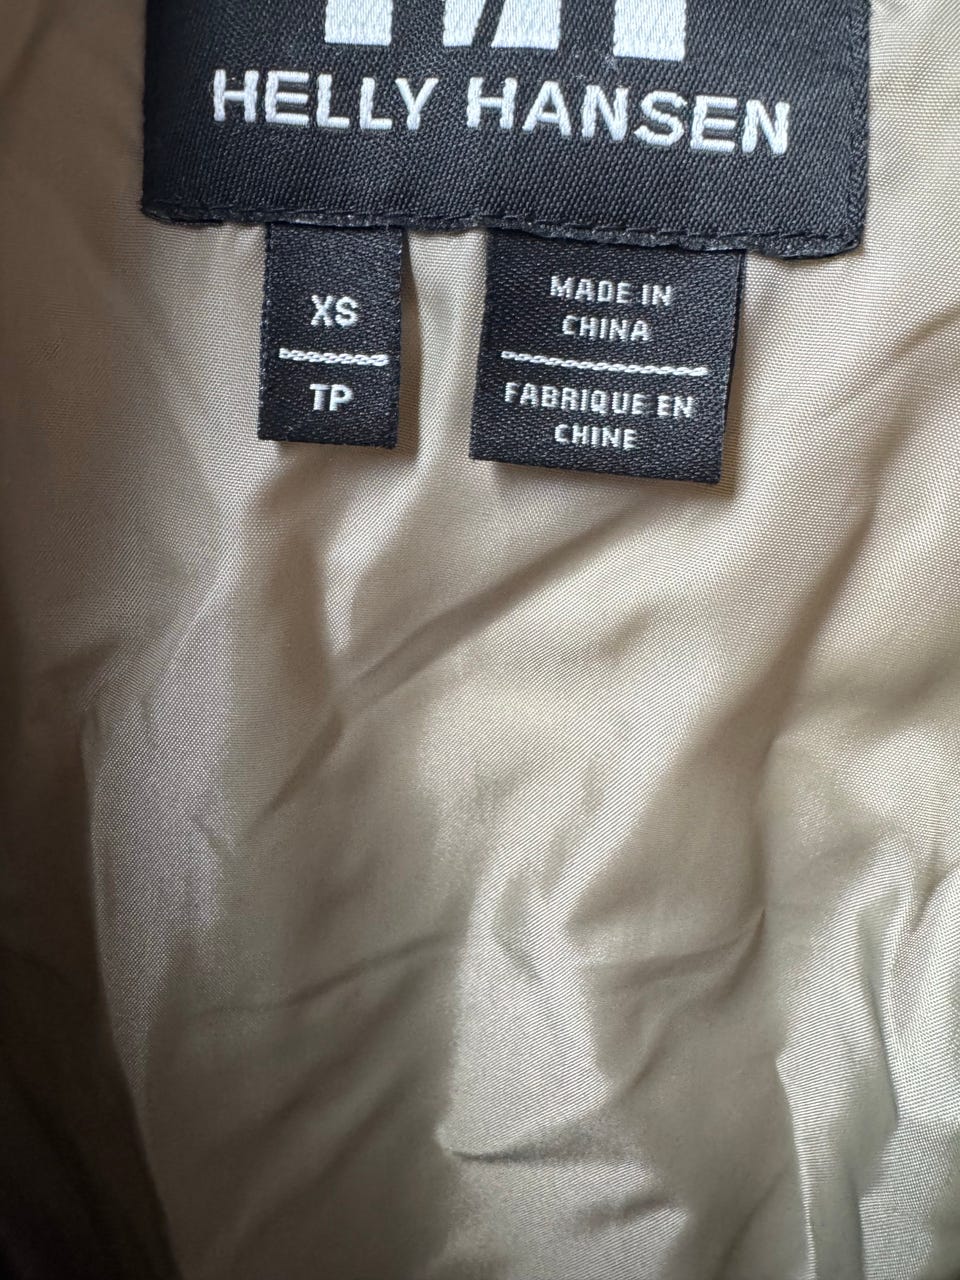 HELLY HANSEN
XS
TP
MADE IN
CHINA
FABRIQUE EN
CHINE